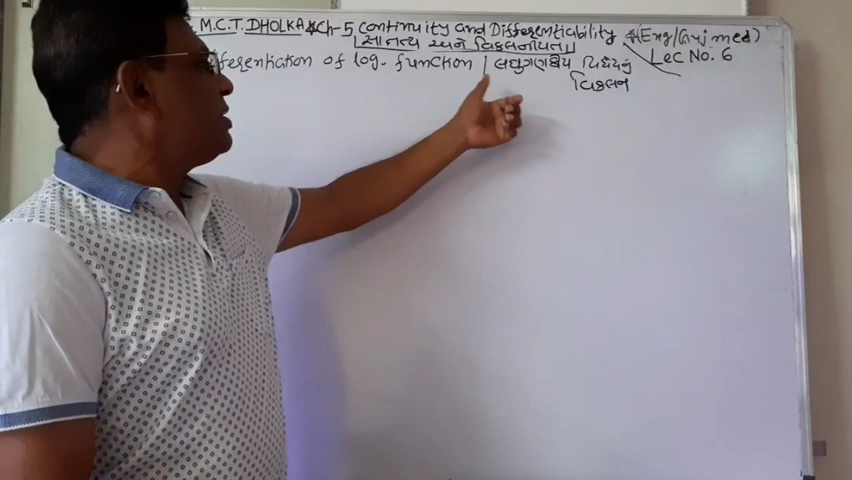 . M.C.T. DHOLKA Ch-5 Continuity and Differentiability (Eng/Guj med)
સાતત્ય અને વિકલનીયતા Lec No. 6
ferentiation of log. function | લઘુગણકીય વિધેયનું
વિકલન